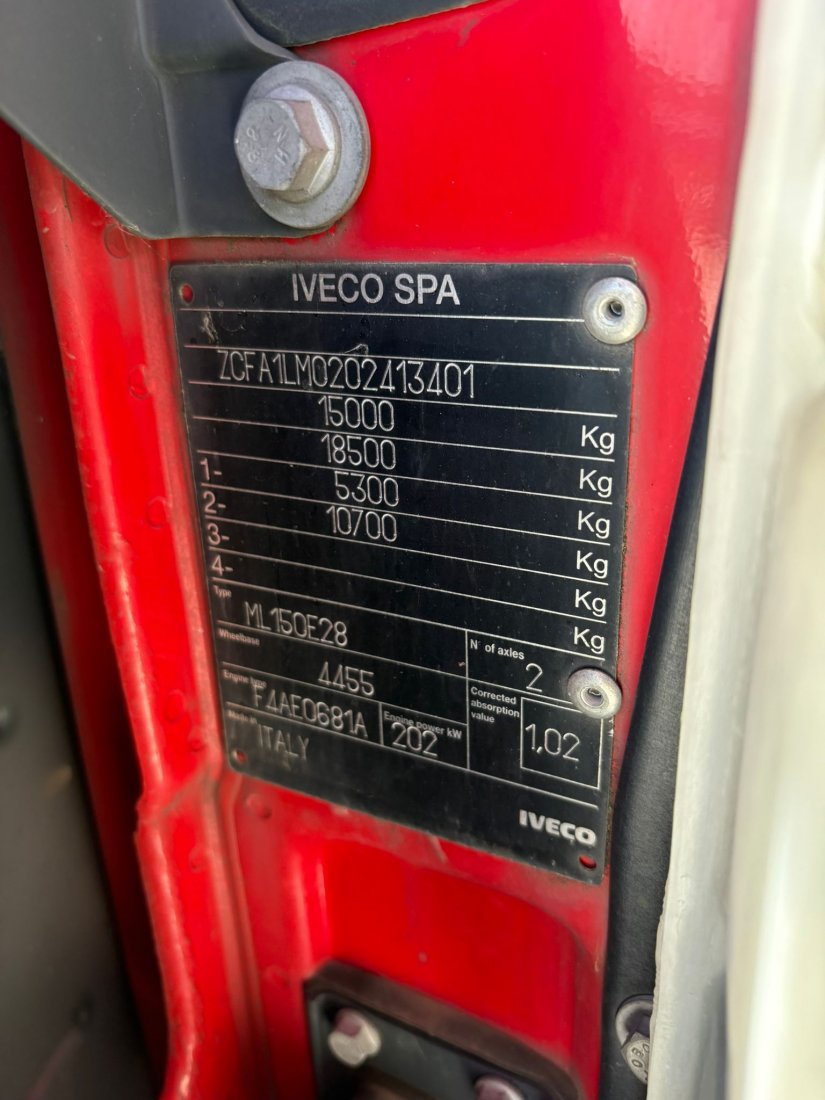 IVECO SPA
ZCFA1LM0202413401
15000 Kg
18500 Kg
1- 5300 Kg
2- 10700 Kg
3- Kg
4- Kg
Type ML150E28
N° of axles 2
Wheelbase 4455
Corrected absorption value 1,02
Engine type F4AE0681A
Engine power kW 202
Made in ITALY
IVECO